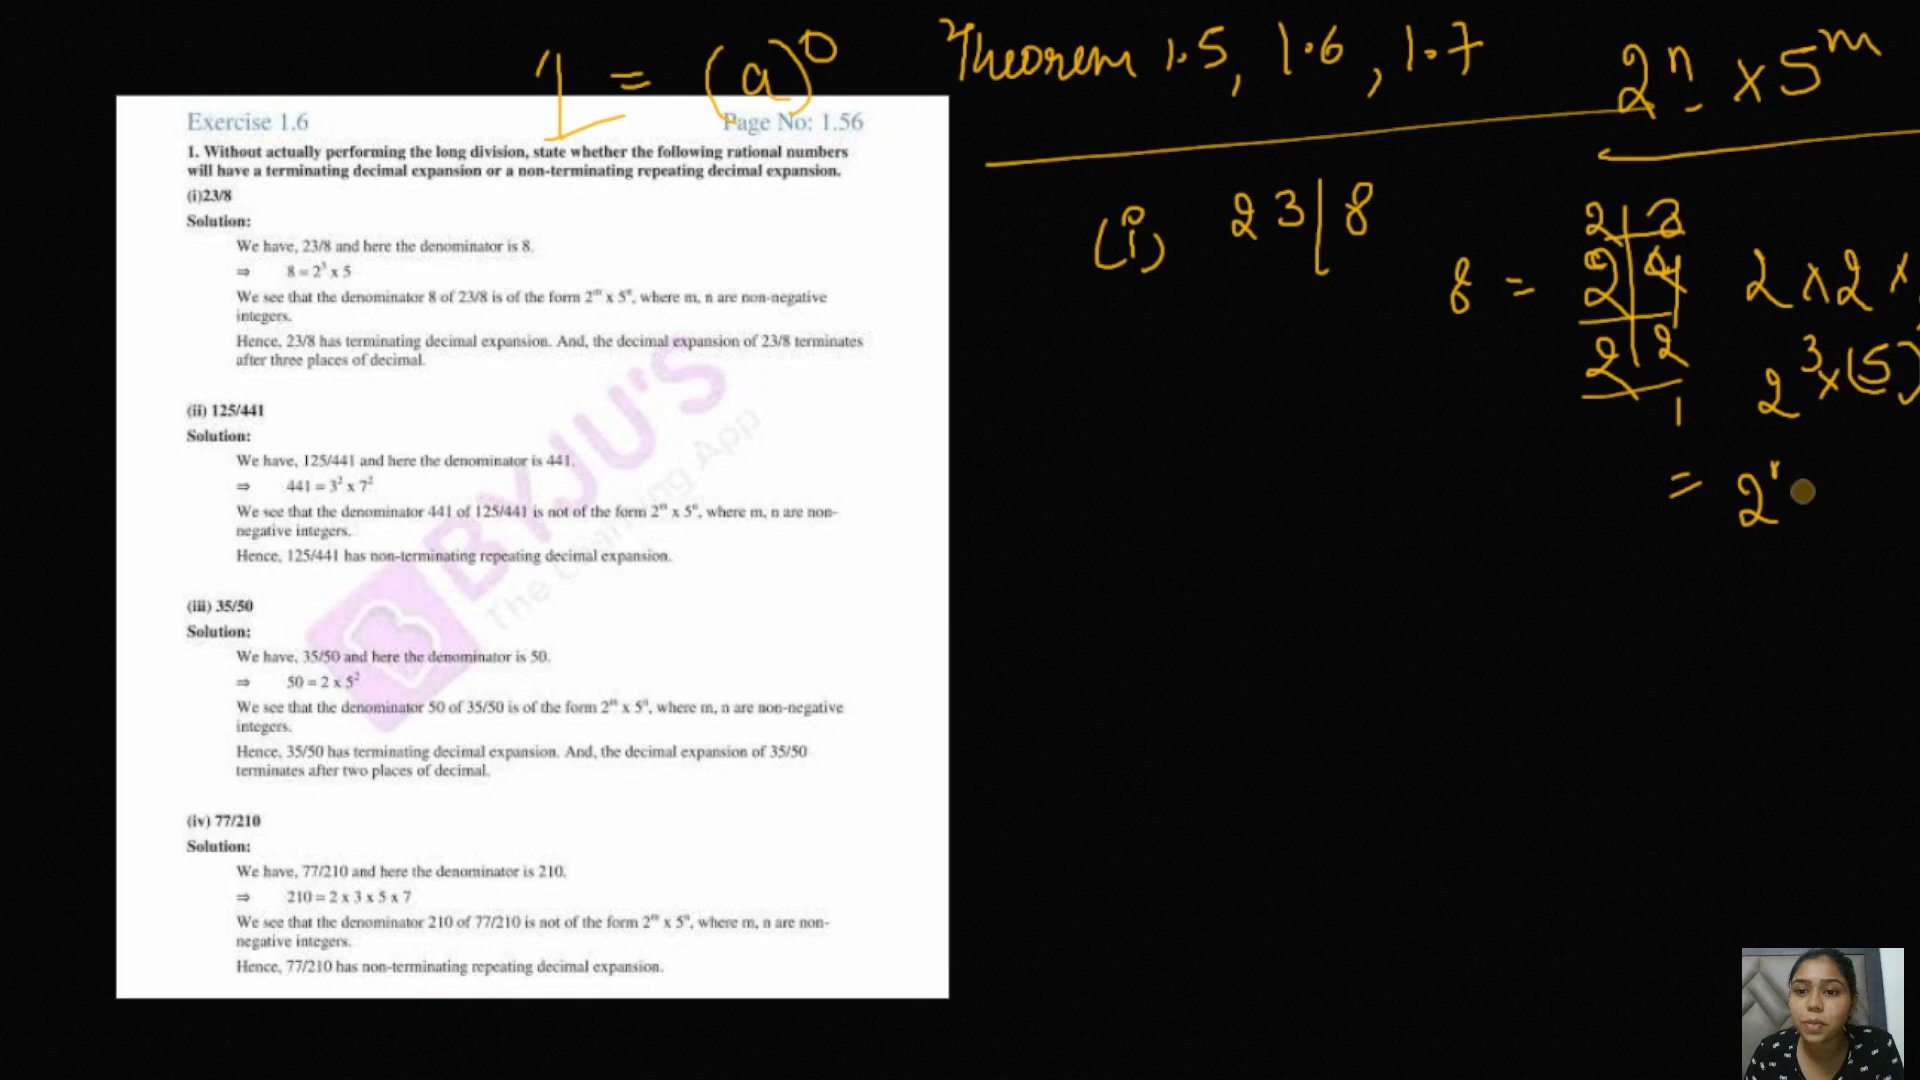 1 = (a)⁰
Theorem 1.5, 1.6, 1.7
2ⁿ x 5ᵐ
Exercise 1.6 Page No: 1.56
1. Without actually performing the long division, state whether the following rational numbers
will have a terminating decimal expansion or a non-terminating repeating decimal expansion.
(i)23/8
Solution:
We have, 23/8 and here the denominator is 8.
⇒ 8 = 2³ x 5
We see that the denominator 8 of 23/8 is of the form 2ᵐ x 5ⁿ, where m, n are non-negative
integers.
Hence, 23/8 has terminating decimal expansion. And, the decimal expansion of 23/8 terminates
after three places of decimal.
(ii) 125/441
Solution:
We have, 125/441 and here the denominator is 441.
⇒ 441 = 3² x 7²
We see that the denominator 441 of 125/441 is not of the form 2ᵐ x 5ⁿ, where m, n are non-
negative integers.
Hence, 125/441 has non-terminating repeating decimal expansion.
(iii) 35/50
Solution:
We have, 35/50 and here the denominator is 50.
⇒ 50 = 2 x 5²
We see that the denominator 50 of 35/50 is of the form 2ᵐ x 5ⁿ, where m, n are non-negative
integers.
Hence, 35/50 has terminating decimal expansion. And, the decimal expansion of 35/50
terminates after two places of decimal.
(iv) 77/210
Solution:
We have, 77/210 and here the denominator is 210.
⇒ 210 = 2 x 3 x 5 x 7
We see that the denominator 210 of 77/210 is not of the form 2ᵐ x 5ⁿ, where m, n are non-
negative integers.
Hence, 77/210 has non-terminating repeating decimal expansion.
BYJU'S
The Learning App
(i) 23/8
8 =
2|8
2|4
2|2
1
2 x 2 x
2³ x (5)
= 2